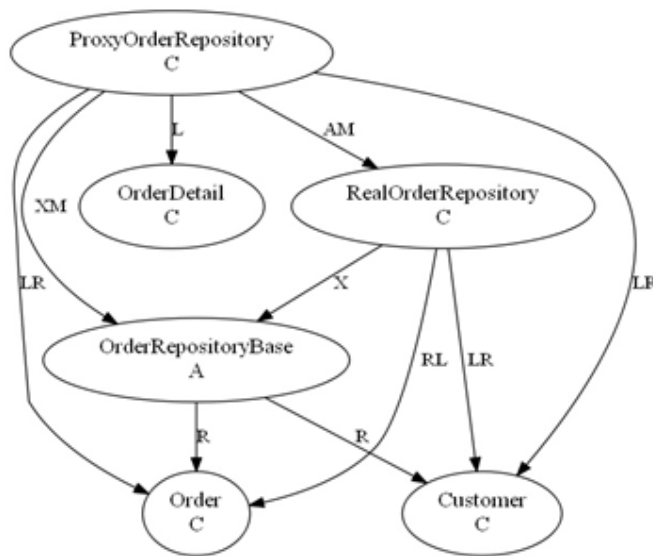 ProxyOrderRepository
C
L
AM
OrderDetail
C
RealOrderRepository
C
XM
LR
X
LR
OrderRepositoryBase
A
RL
LR
R
R
Order
C
Customer
C